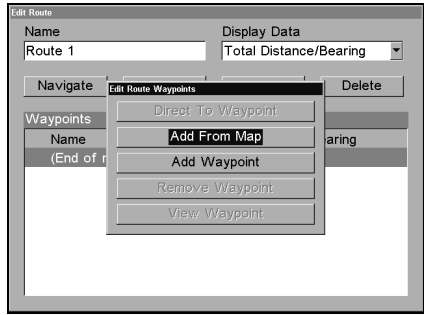 Edit Route
Name Display Data
Route 1 Total Distance/Bearing
Navigate Delete
Edit Route Waypoints
Direct To Waypoint
Add From Map
Add Waypoint
Remove Waypoint
View Waypoint
Waypoints
Name
(End of